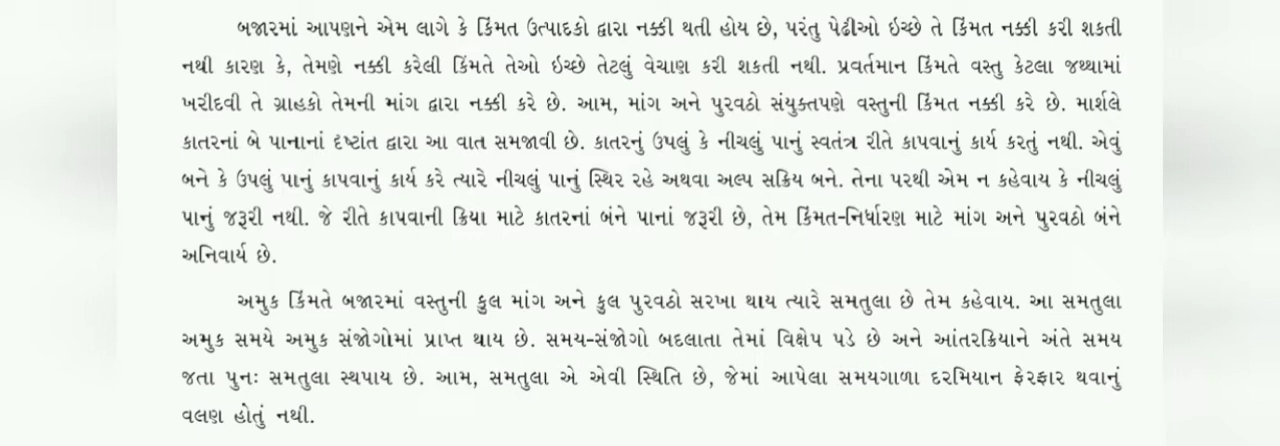 બજારમાં આપણને એમ લાગે કે કિંમત ઉત્પાદકો દ્વારા નક્કી થતી હોય છે, પરંતુ પેઢીઓ ઇચ્છે તે કિંમત નક્કી કરી શકતી
નથી કારણ કે, તેમણે નક્કી કરેલી કિંમતે તેઓ ઇચ્છે તેટલું વેચાણ કરી શકતી નથી. પ્રવર્તમાન કિંમતે વસ્તુ કેટલા જથ્થામાં
ખરીદવી તે ગ્રાહકો તેમની માંગ દ્વારા નક્કી કરે છે. આમ, માંગ અને પુરવઠો સંયુક્તપણે વસ્તુની કિંમત નક્કી કરે છે. માર્શલે
કાતરનાં બે પાનાનાં દૃષ્ટાંત દ્વારા આ વાત સમજાવી છે. કાતરનું ઉપલું કે નીચલું પાનું સ્વતંત્ર રીતે કાપવાનું કાર્ય કરતું નથી. એવું
બને કે ઉપલું પાનું કાપવાનું કાર્ય કરે ત્યારે નીચલું પાનું સ્થિર રહે અથવા અલ્પ સક્રિય બને. તેના પરથી એમ ન કહેવાય કે નીચલું
પાનું જરૂરી નથી. જે રીતે કાપવાની ક્રિયા માટે કાતરનાં બંને પાનાં જરૂરી છે, તેમ કિંમત-નિર્ધારણ માટે માંગ અને પુરવઠો બંને
અનિવાર્ય છે.
અમુક કિંમતે બજારમાં વસ્તુની કુલ માંગ અને કુલ પુરવઠો સરખા થાય ત્યારે સમતુલા છે તેમ કહેવાય. આ સમતુલા
અમુક સમયે અમુક સંજોગોમાં પ્રાપ્ત થાય છે. સમય-સંજોગો બદલાતા તેમાં વિક્ષેપ પડે છે અને આંતરક્રિયાને અંતે સમય
જતા પુનઃ સમતુલા સ્થપાય છે. આમ, સમતુલા એ એવી સ્થિતિ છે, જેમાં આપેલા સમયગાળા દરમિયાન ફેરફાર થવાનું
વલણ હોતું નથી.